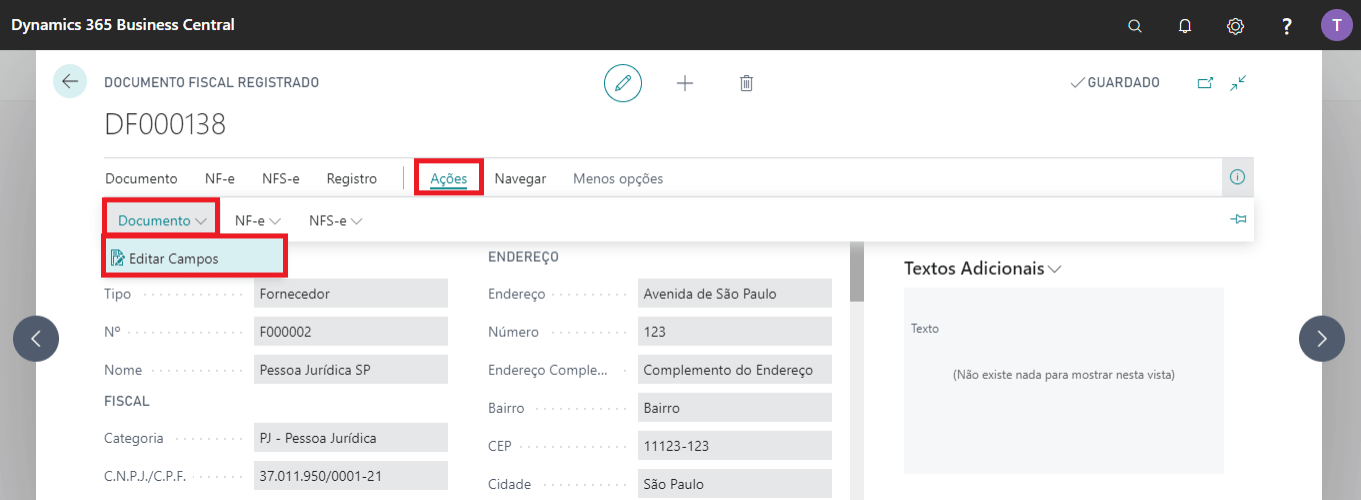 Dynamics 365 Business Central
T
DOCUMENTO FISCAL REGISTRADO
GUARDADO
DF000138
Documento NF-e NFS-e Registro Ações Navegar Menos opções
Documento NF-e NFS-e
Editar Campos
Tipo Fornecedor
Nº F000002
Nome Pessoa Jurídica SP
FISCAL
Categoria PJ - Pessoa Jurídica
C.N.P.J./C.P.F. 37.011.950/0001-21
ENDEREÇO
Endereço Avenida de São Paulo
Número 123
Endereço Comple... Complemento do Endereço
Bairro Bairro
CEP 11123-123
Cidade São Paulo
Textos Adicionais
Texto
(Não existe nada para mostrar nesta vista)